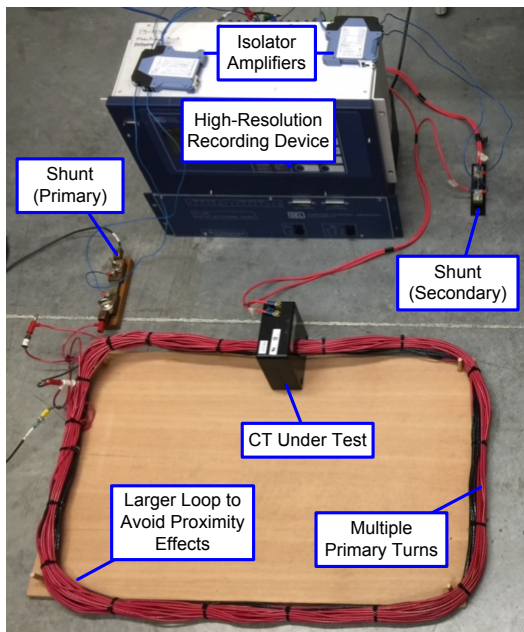 Isolator
Amplifiers
High-Resolution
Recording Device
Shunt
(Primary)
Shunt
(Secondary)
CT Under Test
Larger Loop to
Avoid Proximity
Effects
Multiple
Primary Turns